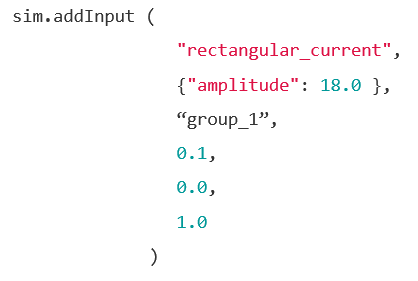 sim.addInput (
"rectangular_current",
{"amplitude": 18.0 },
“group_1”,
0.1,
0.0,
1.0
)